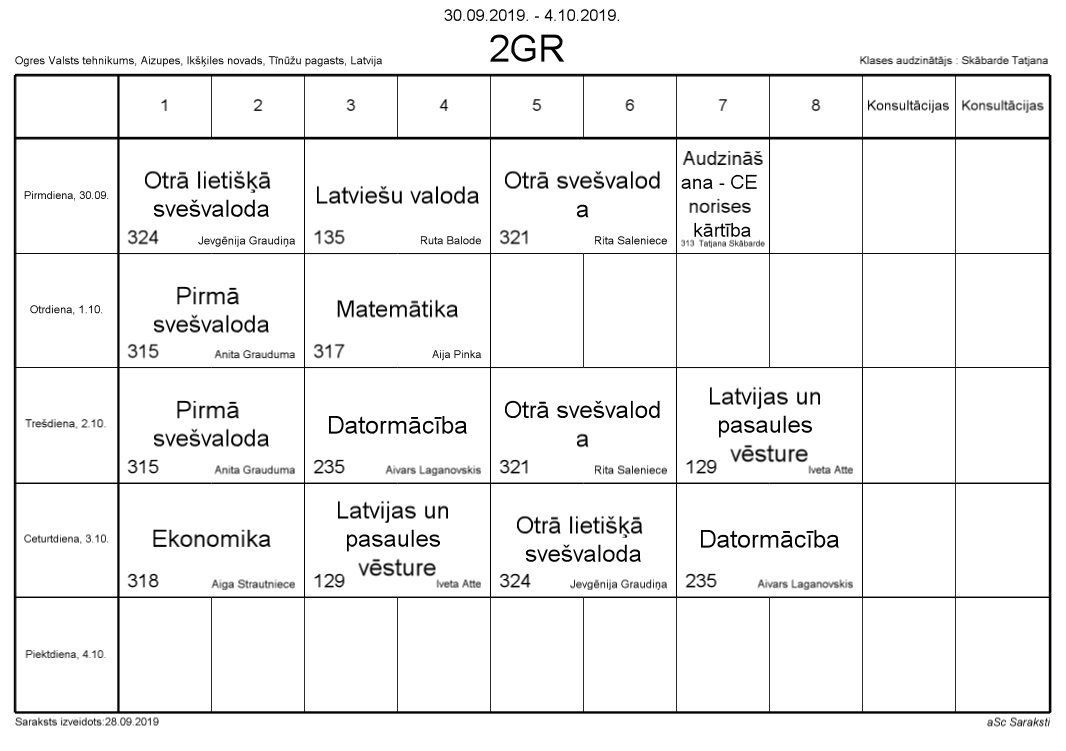 30.09.2019. - 4.10.2019.
2GR
Ogres Valsts tehnikums, Aizupes, Ikšķiles novads, Tīnūžu pagasts, Latvija
Klases audzinātājs : Skābarde Tatjana
1 2 3 4 5 6 7 8 Konsultācijas Konsultācijas
Pirmdiena, 30.09.
Otrā lietišķā
svešvaloda
324 Jevgēnija Graudiņa
Latviešu valoda
135 Ruta Balode
Otrā svešvalod
a
321 Rita Saleniece
Audzināš
ana - CE
norises
kārtība
313 Tatjana Skābarde
Otrdiena, 1.10.
Pirmā
svešvaloda
315 Anita Grauduma
Matemātika
317 Aija Pinka
Trešdiena, 2.10.
Pirmā
svešvaloda
315 Anita Grauduma
Datormācība
235 Aivars Laganovskis
Otrā svešvalod
a
321 Rita Saleniece
Latvijas un
pasaules
vēsture
129 Iveta Atte
Ceturtdiena, 3.10.
Ekonomika
318 Aiga Strautniece
Latvijas un
pasaules
vēsture
129 Iveta Atte
Otrā lietišķā
svešvaloda
324 Jevgēnija Graudiņa
Datormācība
235 Aivars Laganovskis
Piektdiena, 4.10.
Saraksts izveidots:28.09.2019
aSc Saraksti